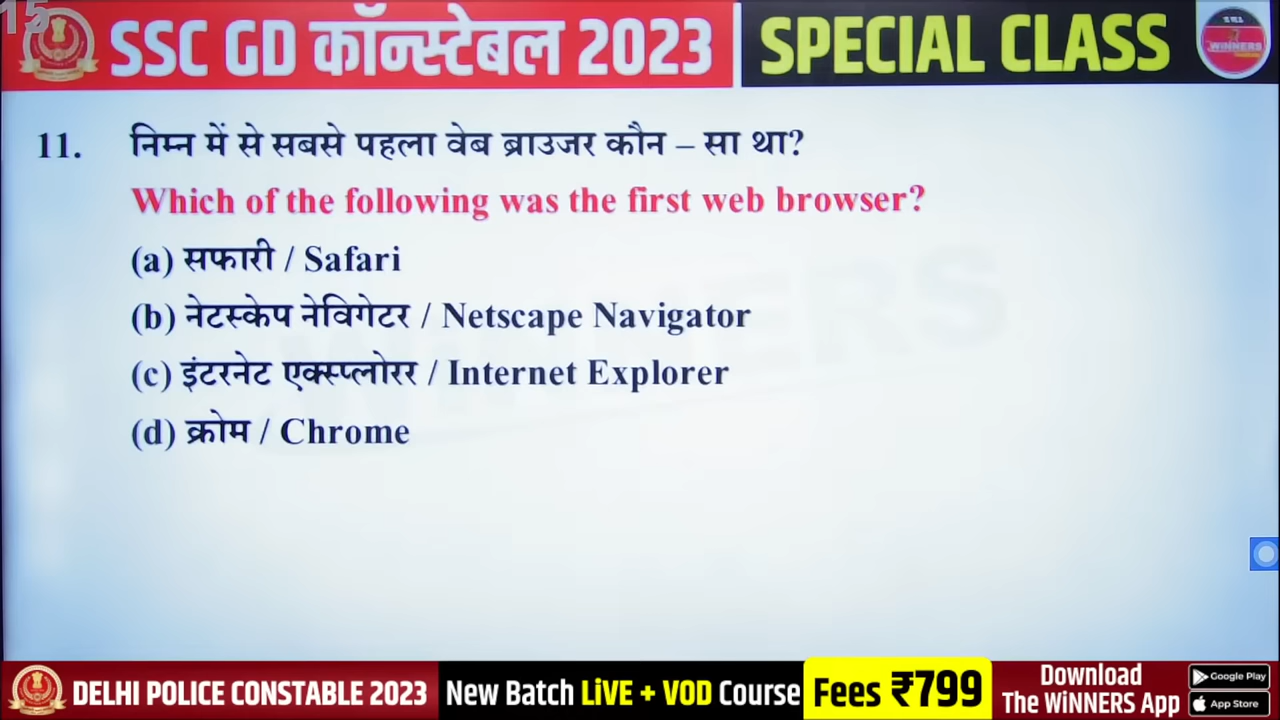 15
SSC GD कॉन्स्टेबल 2023
SPECIAL CLASS
WiNNERS
11. निम्न में से सबसे पहला वेब ब्राउजर कौन – सा था?
Which of the following was the first web browser?
(a) सफारी / Safari
(b) नेटस्केप नेविगेटर / Netscape Navigator
(c) इंटरनेट एक्स्प्लोरर / Internet Explorer
(d) क्रोम / Chrome
WiNNERS
DELHI POLICE CONSTABLE 2023
New Batch LiVE + VOD Course
Fees ₹799
Download
The WiNNERS App
Google Play
App Store